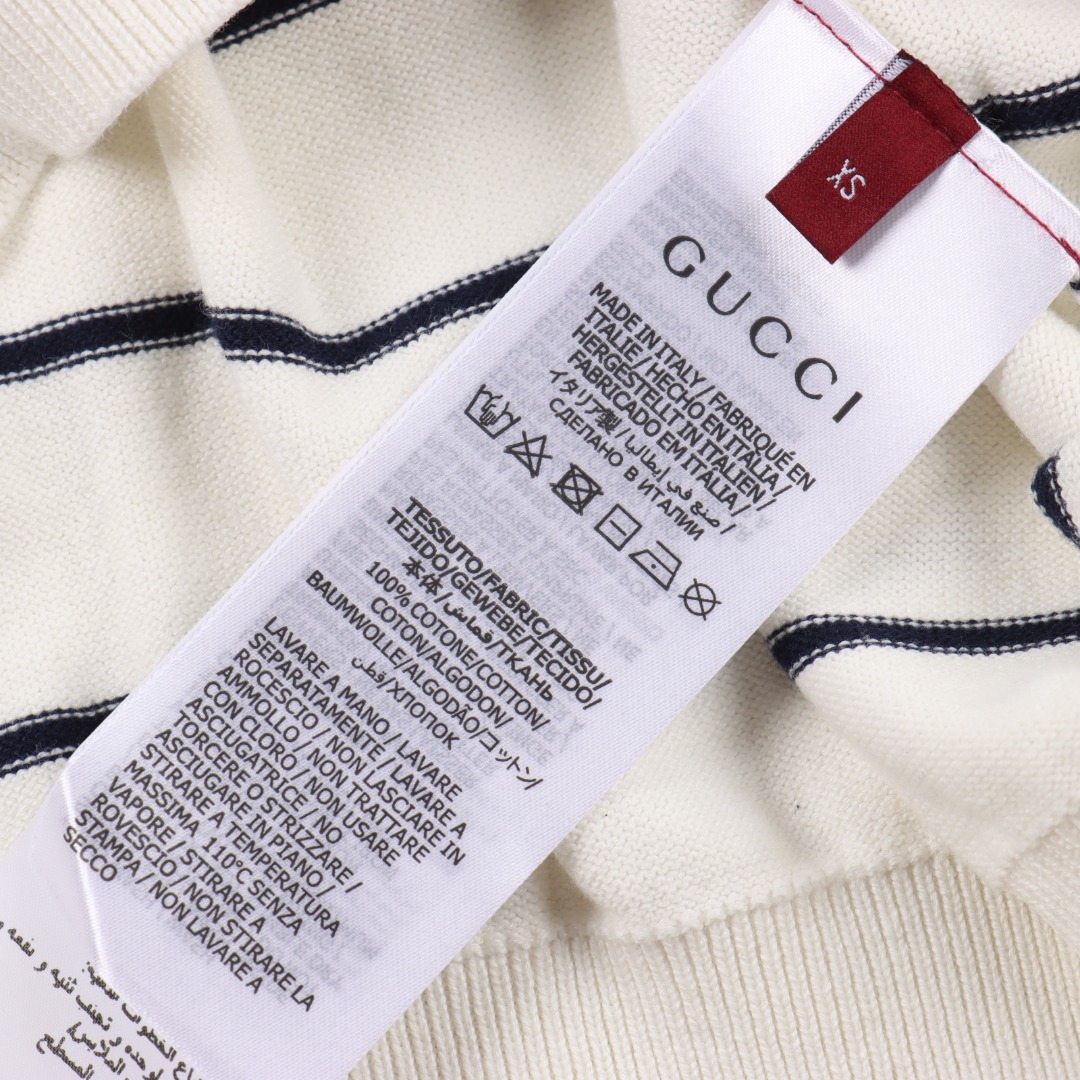 XS
GUCCI
MADE IN ITALY / FABRIQUÉ EN
ITALIE / HECHO EN ITALIA /
HERGESTELLT IN ITALIEN /
FABRICADO EM ITALIA /
イタリア製 / صنع في إيطاليا /
СДЕЛАНО В ИТАЛИИ
TESSUTO/FABRIC/TISSU/
TEJIDO/GEWEBE/TECIDO/
本体/قماش/ТКАНЬ
100% COTONE/COTTON/
COTON/ALGODON/
BAUMWOLLE/ALGODÃO/コットン/
قطن/ХЛОПОК
LAVARE A MANO / LAVARE
SEPARATAMENTE / LAVARE A
ROCESCIO / NON LASCIARE IN
AMMOLLO / NON TRATTARE
CON CLORO / NON USARE
ASCIUGATRICE / NO
TORCERE O STRIZZARE /
ASCIUGARE IN PIANO /
STIRARE A TEMPERATURA
MASSIMA 110°C SENZA
VAPORE / STIRARE A
ROVESCIO / NON STIRARE LA
STAMPA / NON LAVARE A
SECCO